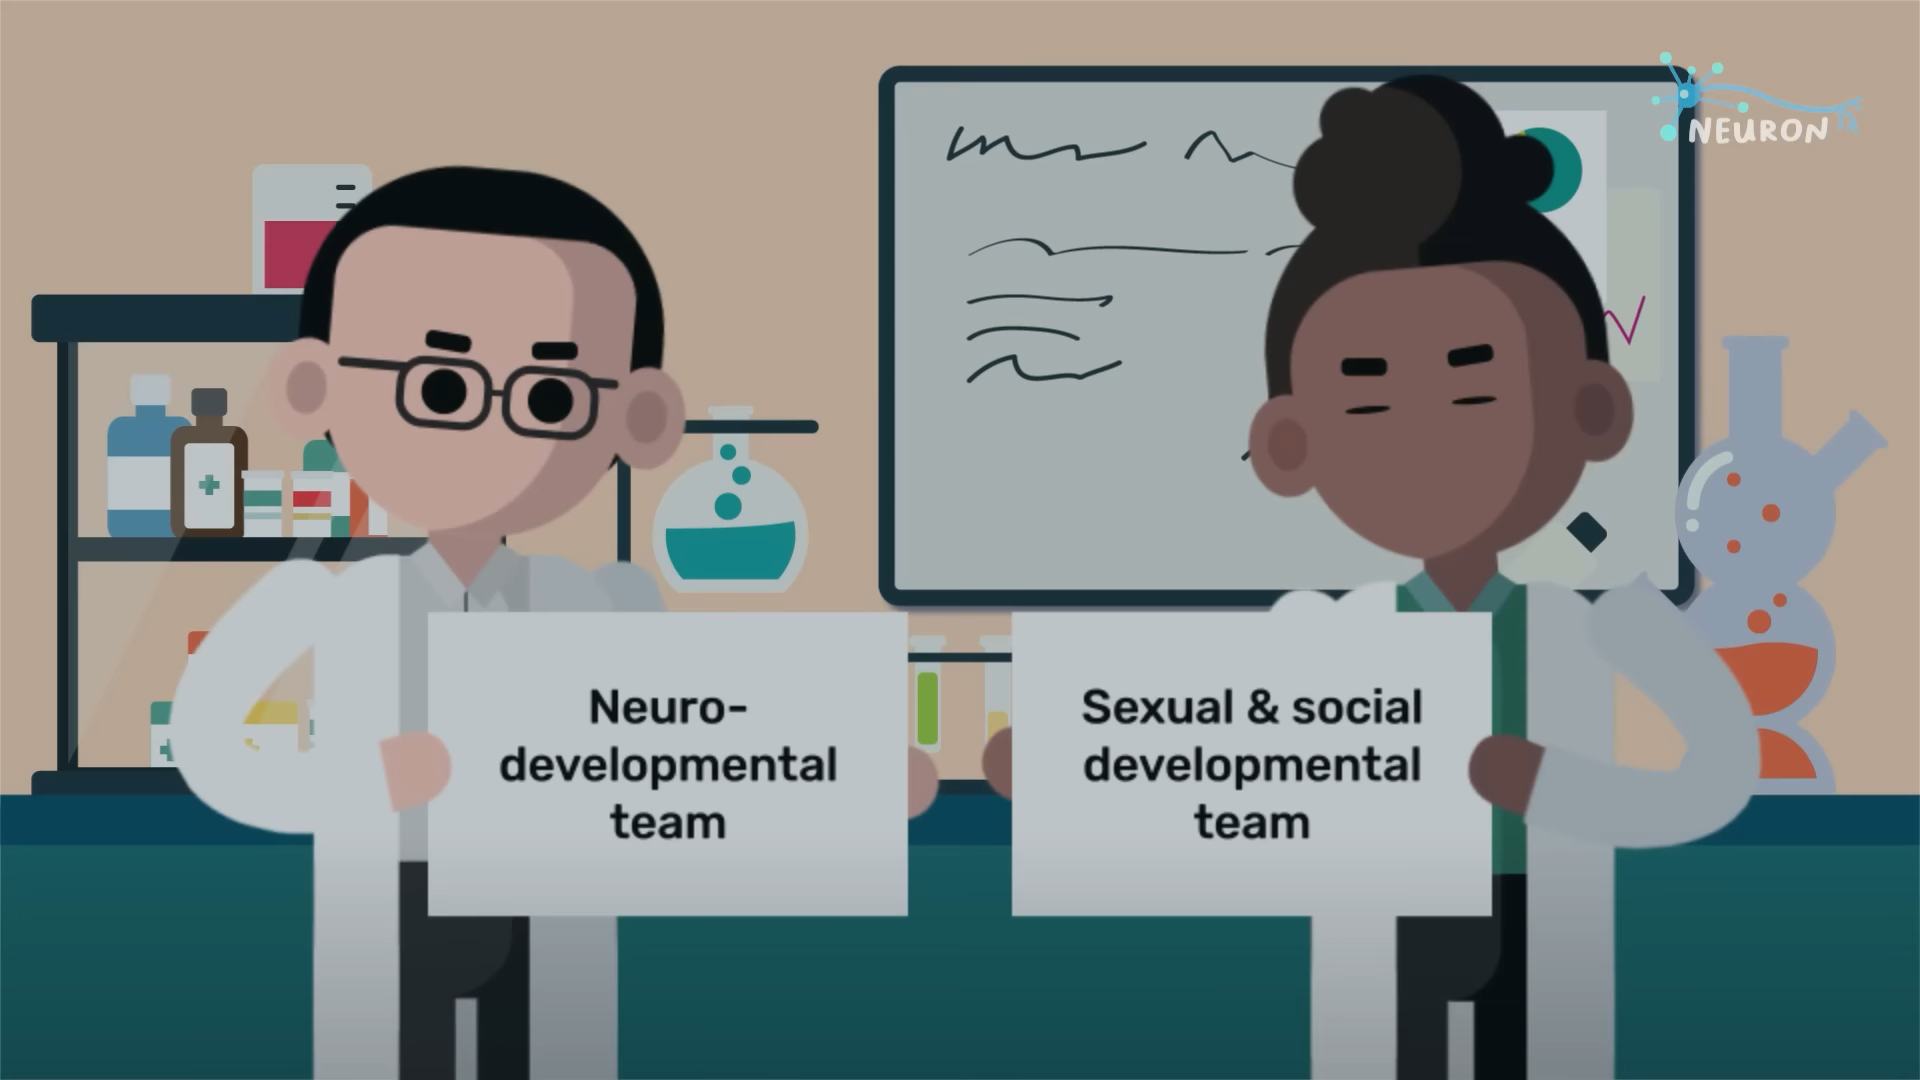 NEURON
Neuro-
developmental
team
Sexual & social
developmental
team